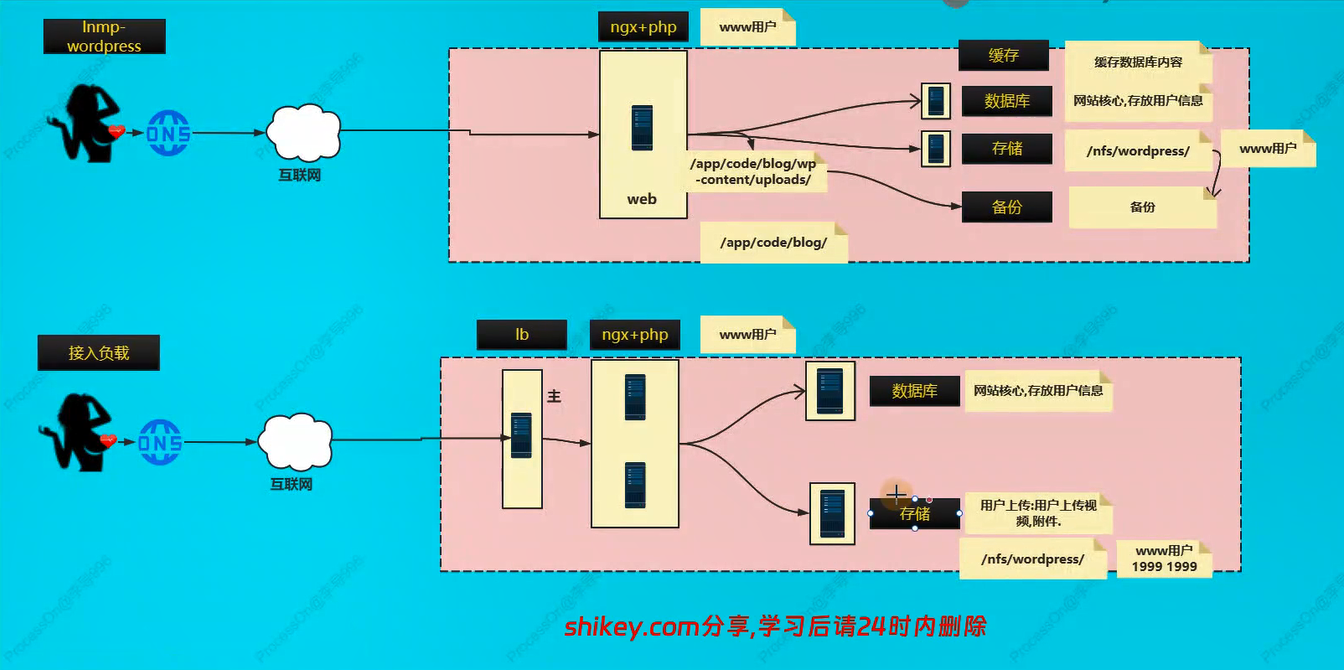 lnmp-
wordpress
ngx+php
www用户
缓存
缓存数据库内容
数据库
网站核心,存放用户信息
DNS
互联网
存储
/nfs/wordpress/
www用户
/app/code/blog/wp
-content/uploads/
web
备份
备份
/app/code/blog/
接入负载
lb
ngx+php
www用户
主
数据库
网站核心,存放用户信息
DNS
互联网
存储
用户上传:用户上传视
频,附件.
/nfs/wordpress/
www用户
1999 1999
shikey.com分享,学习后请24时内删除